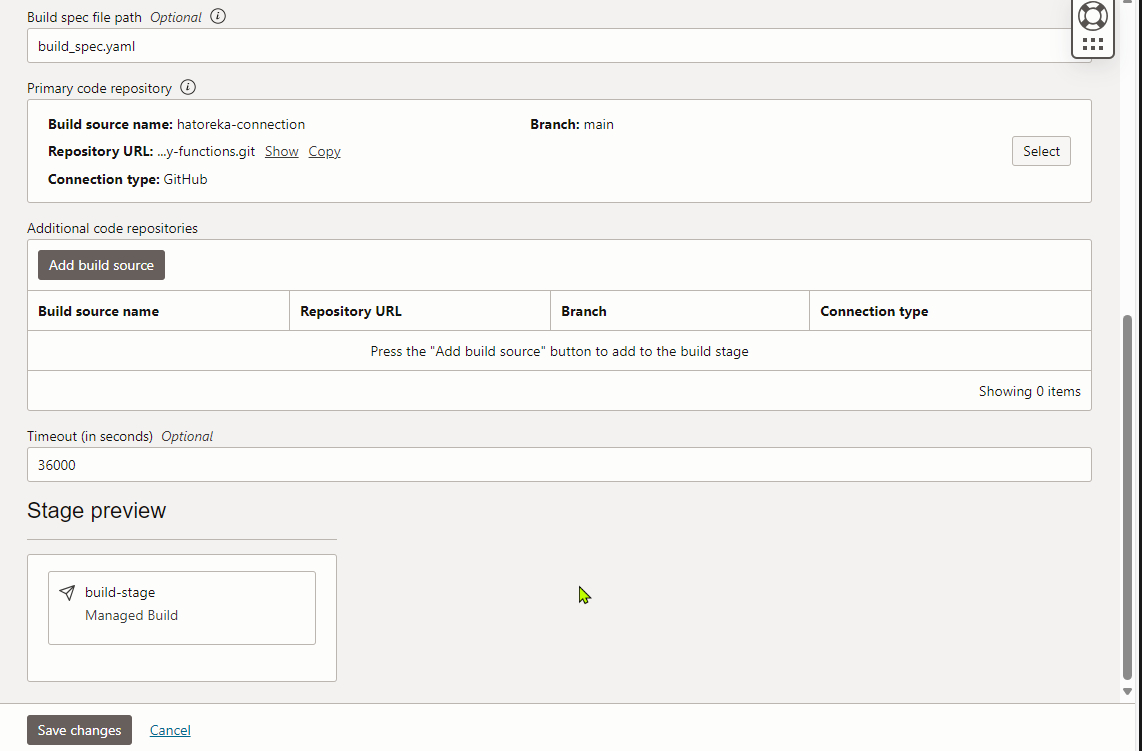 Build spec file path Optional
build_spec.yaml
Primary code repository
Build source name: hatoreka-connection
Branch: main
Repository URL: ...y-functions.git Show Copy
Select
Connection type: GitHub
Additional code repositories
Add build source
Build source name Repository URL Branch Connection type
Press the "Add build source" button to add to the build stage
Showing 0 items
Timeout (in seconds) Optional
36000
Stage preview
build-stage
Managed Build
Save changes Cancel